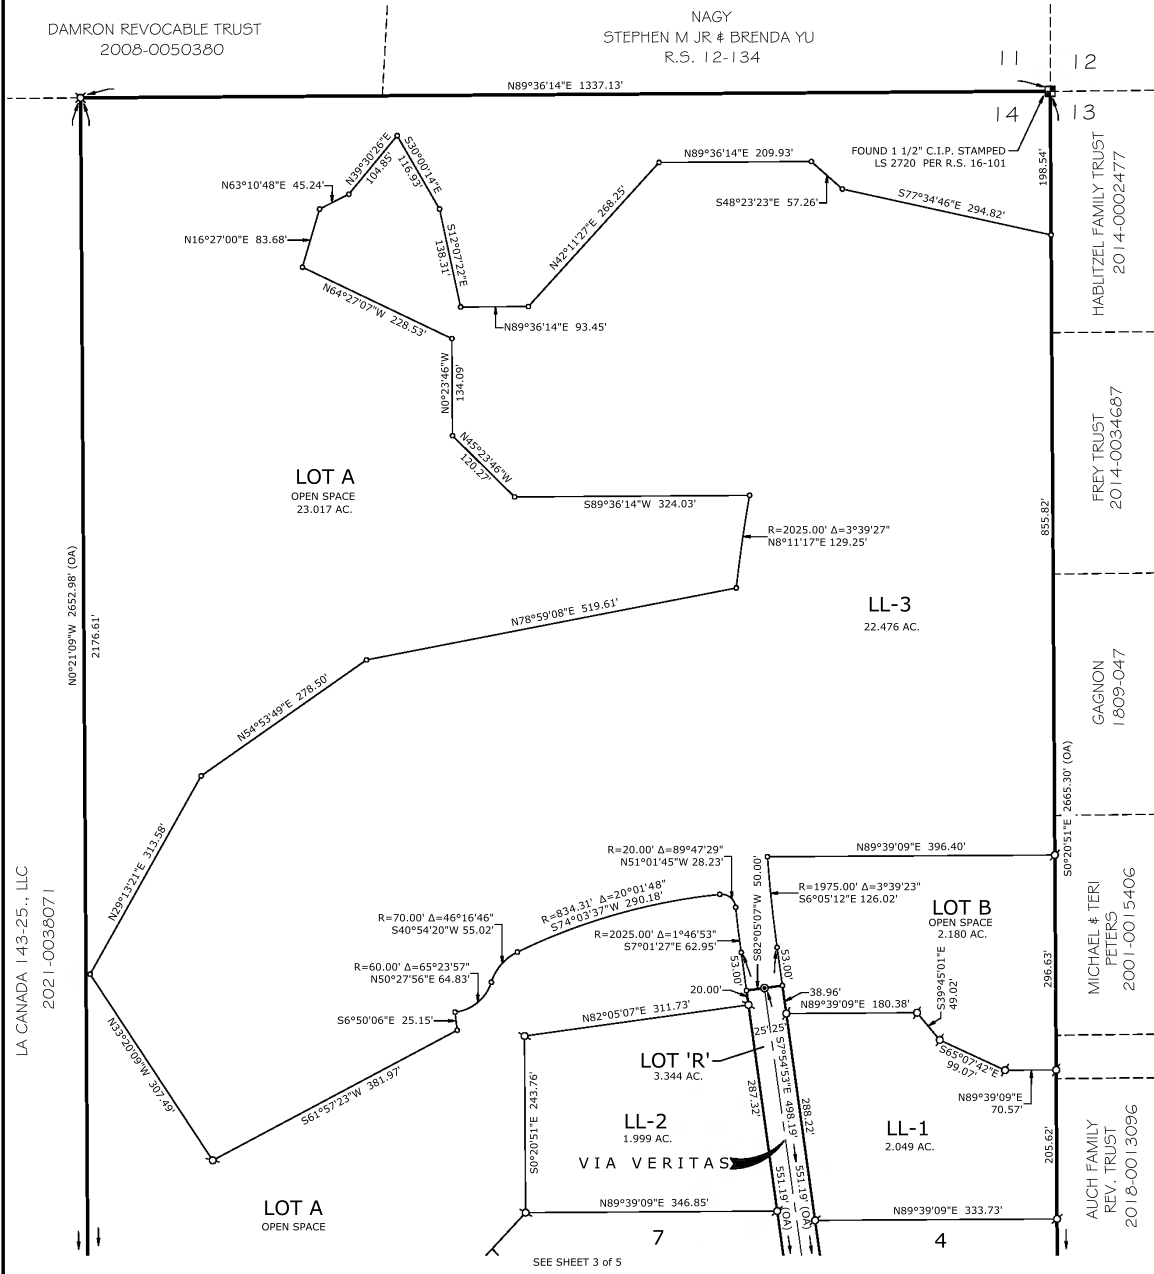 DAMRON REVOCABLE TRUST
2008-0050380
NAGY
STEPHEN M JR & BRENDA YU
R.S. 12-134
11
12
14
13
N89°36'14"E 1337.13'
FOUND 1 1/2" C.I.P. STAMPED
LS 2720 PER R.S. 16-101
198.54'
HABLITZEL FAMILY TRUST
2014-0002477
N39°30'26"E
104.85'
S30°00'14"E
116.93'
N63°10'48"E 45.24'
N16°27'00"E 83.68'
N64°27'07"W 228.53'
S12°07'22"E
138.31'
N89°36'14"E 93.45'
N42°11'27"E 268.25'
N89°36'14"E 209.93'
S48°23'23"E 57.26'
S77°34'46"E 294.82'
N0°23'46"W
134.09'
N45°23'46"W
120.27'
S89°36'14"W 324.03'
R=2025.00' Δ=3°39'27"
N8°11'17"E 129.25'
LOT A
OPEN SPACE
23.017 AC.
FREY TRUST
2014-0034687
855.82'
N0°21'09"W 2652.98' (OA)
2176.61'
N78°59'08"E 519.61'
LL-3
22.476 AC.
N54°53'49"E 278.50'
GAGNON
1809-047
S0°20'51"E 2665.30' (OA)
N29°13'21"E 313.58'
LA CANADA 143-25., LLC
2021-0038071
R=20.00' Δ=89°47'29"
N51°01'45"W 28.23'
R=834.31' Δ=20°01'48"
S74°03'37"W 290.18'
R=70.00' Δ=46°16'46"
S40°54'20"W 55.02'
R=60.00' Δ=65°23'57"
N50°27'56"E 64.83'
S6°50'06"E 25.15'
R=2025.00' Δ=1°46'53"
S7°01'27"E 62.95'
53.00'
20.00'
S82°05'07"W 50.00'
N89°39'09"E 396.40'
R=1975.00' Δ=3°39'23"
S6°05'12"E 126.02'
53.00'
38.96'
LOT B
OPEN SPACE
2.180 AC.
N89°39'09"E 180.38'
S39°45'01"E
49.02'
S65°07'42"E
99.07'
N89°39'09"E
70.57'
296.63'
MICHAEL & TERI
PETERS
2001-0015406
N33°20'09"W 307.49'
S61°57'23"W 381.97'
N82°05'07"E 311.73'
25'
25'
LOT 'R'
3.344 AC.
S0°20'51"E 243.76'
LL-2
1.999 AC.
287.32'
S7°54'53"E 498.19'
288.22'
LL-1
2.049 AC.
205.62'
VIA VERITAS
551.19' (OA)
551.19' (OA)
AUCH FAMILY
REV. TRUST
2018-0013096
LOT A
OPEN SPACE
N89°39'09"E 346.85'
N89°39'09"E 333.73'
7
4
SEE SHEET 3 of 5